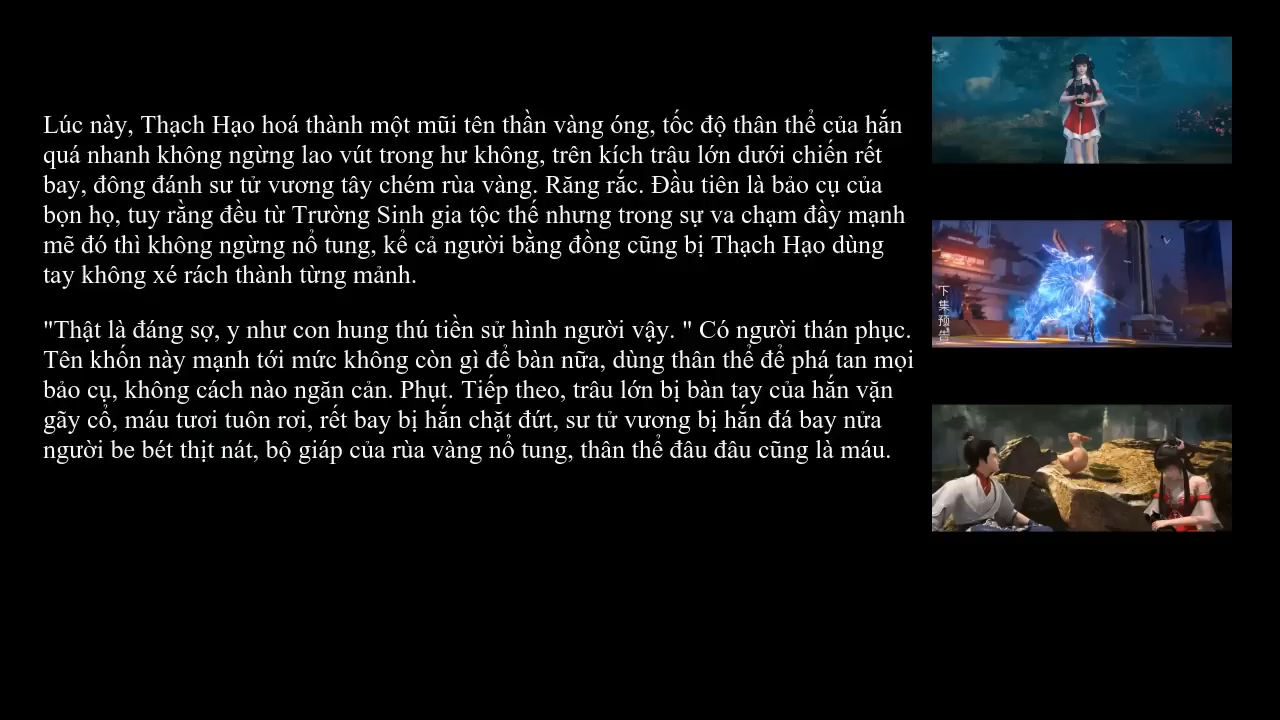 Lúc này, Thạch Hạo hoá thành một mũi tên thần vàng óng, tốc độ thân thể của hắn
quá nhanh không ngừng lao vút trong hư không, trên kích trâu lớn dưới chiến rết
bay, đông đánh sư tử vương tây chém rùa vàng. Răng rắc. Đầu tiên là bảo cụ của
bọn họ, tuy rằng đều từ Trường Sinh gia tộc thế nhưng trong sự va chạm đầy mạnh
mẽ đó thì không ngừng nổ tung, kể cả người bằng đồng cũng bị Thạch Hạo dùng
tay không xé rách thành từng mảnh.
"Thật là đáng sợ, y như con hung thú tiền sử hình người vậy. " Có người thán phục.
Tên khốn này mạnh tới mức không còn gì để bàn nữa, dùng thân thể để phá tan mọi
bảo cụ, không cách nào ngăn cản. Phụt. Tiếp theo, trâu lớn bị bàn tay của hắn vặn
gãy cổ, máu tươi tuôn rơi, rết bay bị hắn chặt đứt, sư tử vương bị hắn đá bay nửa
người be bét thịt nát, bộ giáp của rùa vàng nổ tung, thân thể đâu đâu cũng là máu.
下集预告